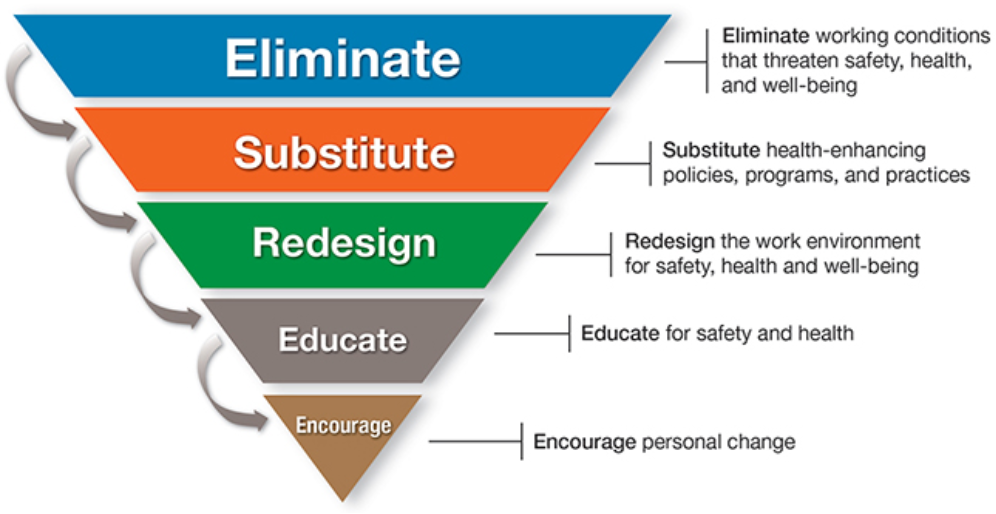 Eliminate
Eliminate working conditions
that threaten safety, health,
and well-being
Substitute
Substitute health-enhancing
policies, programs, and practices
Redesign
Redesign the work environment
for safety, health and well-being
Educate
Educate for safety and health
Encourage
Encourage personal change